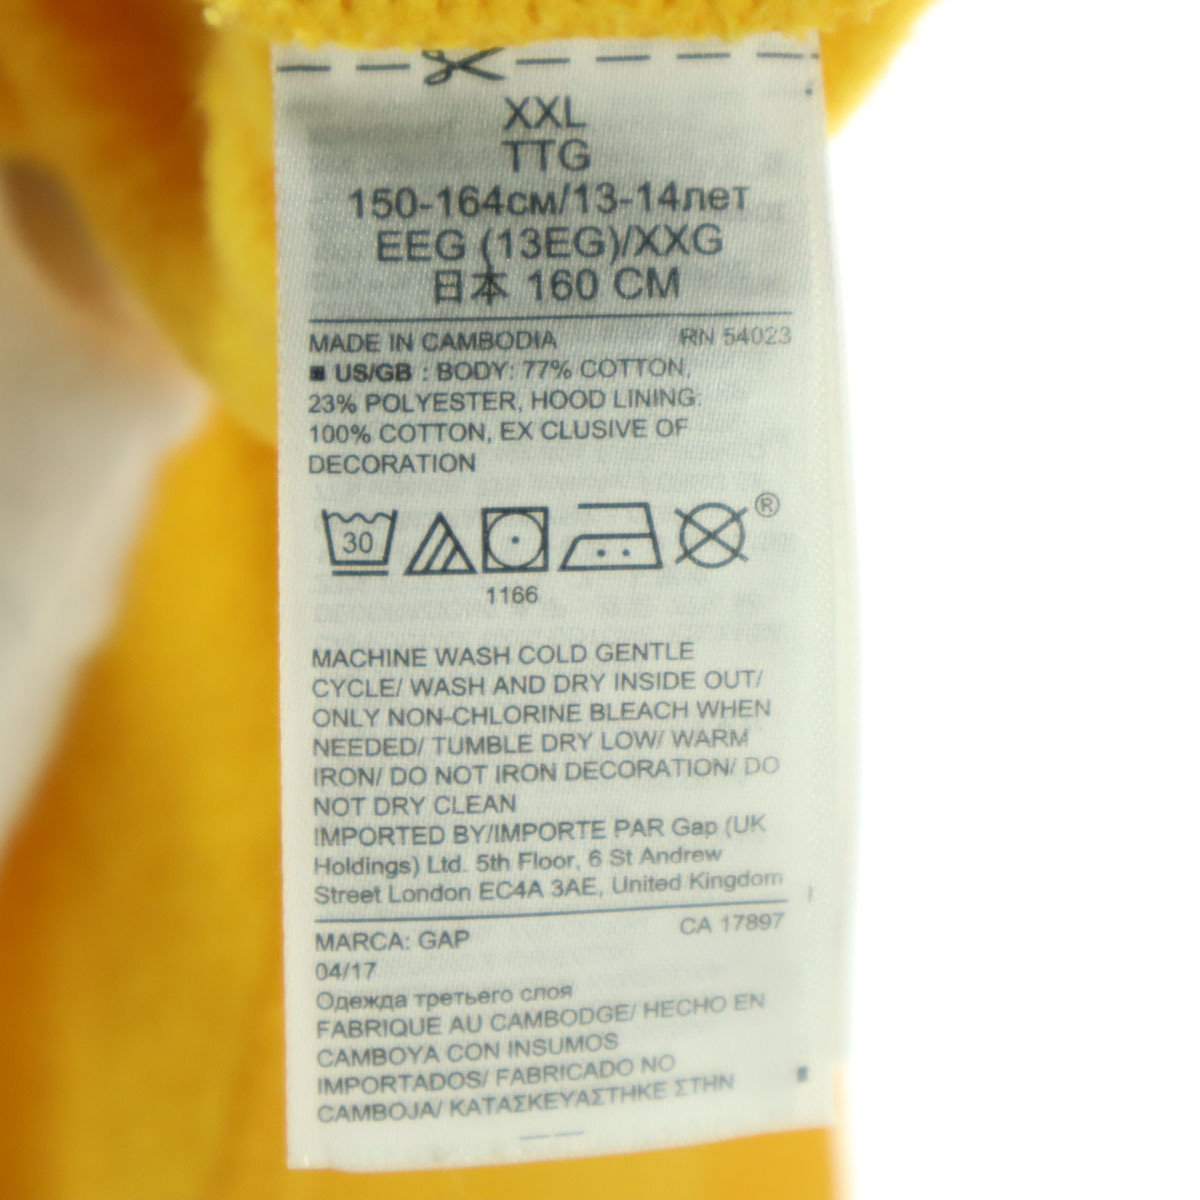 XXL
TTG
150-164см/13-14лет
EEG (13EG)/XXG
日本 160 CM
MADE IN CAMBODIA RN 54023
■ US/GB : BODY: 77% COTTON,
23% POLYESTER, HOOD LINING:
100% COTTON, EX CLUSIVE OF
DECORATION
30 ®
1166
MACHINE WASH COLD GENTLE
CYCLE/ WASH AND DRY INSIDE OUT/
ONLY NON-CHLORINE BLEACH WHEN
NEEDED/ TUMBLE DRY LOW/ WARM
IRON/ DO NOT IRON DECORATION/ DO
NOT DRY CLEAN
IMPORTED BY/IMPORTE PAR Gap (UK
Holdings) Ltd. 5th Floor, 6 St Andrew
Street London EC4A 3AE, United Kingdom
MARCA: GAP CA 17897
04/17
Одежда третьего слоя
FABRIQUE AU CAMBODGE/ HECHO EN
CAMBOYA CON INSUMOS
IMPORTADOS/ FABRICADO NO
CAMBOJA/ ΚΑΤΑΣΚΕΥΑΣΤΗΚΕ ΣΤΗΝ